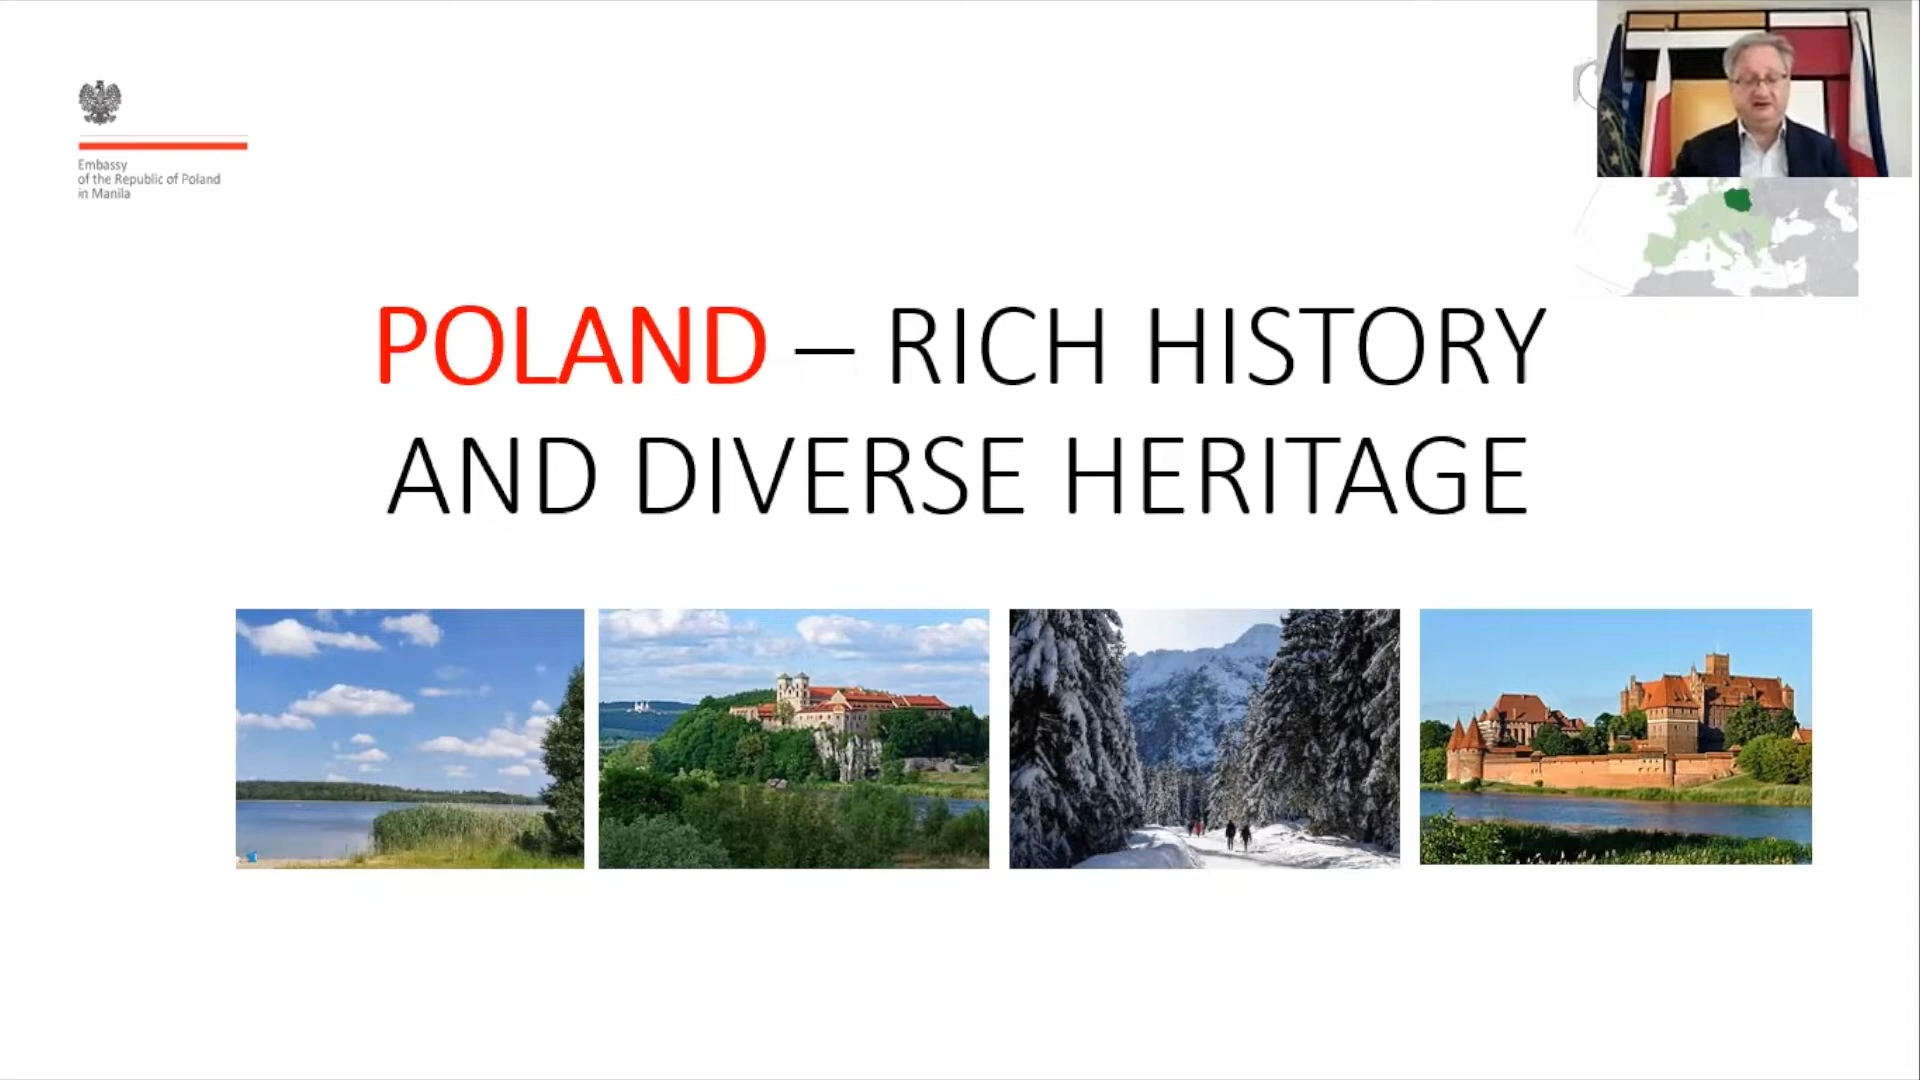 Embassy
of the Republic of Poland
in Manila
POLAND – RICH HISTORY
AND DIVERSE HERITAGE